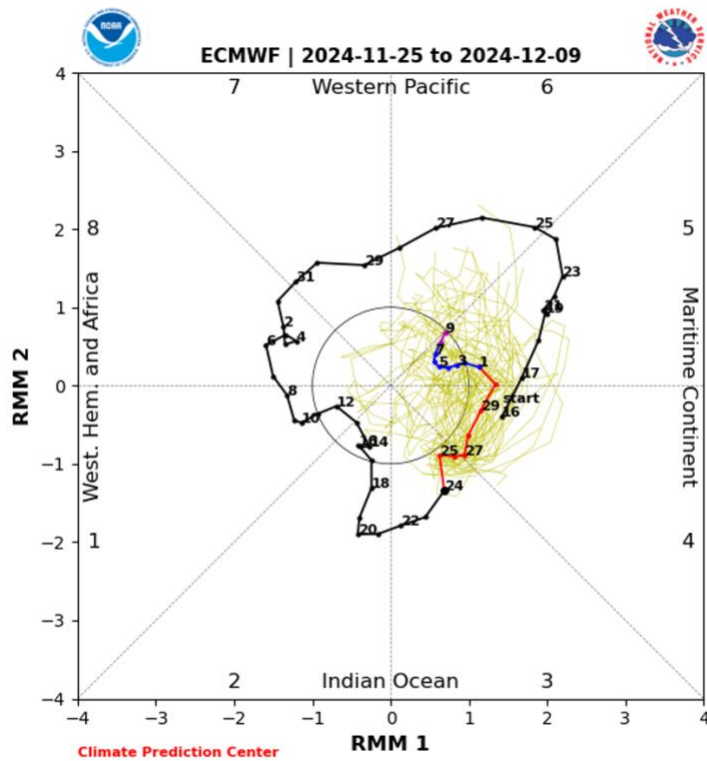 NOAA
ECMWF | 2024-11-25 to 2024-12-09
4
7 Western Pacific 6
3
27 25
2
8 5
29
31 23
1
2
6 4
9
7
5 3 1
17
0
start
8 12 29 16
10
14
25 27
-1
18 24
22
20
-2
1 4
-3
2 Indian Ocean 3
-4
-4 -3 -2 -1 0 1 2 3 4
RMM 2
West. Hem. and Africa
Maritime Continent
RMM 1
Climate Prediction Center